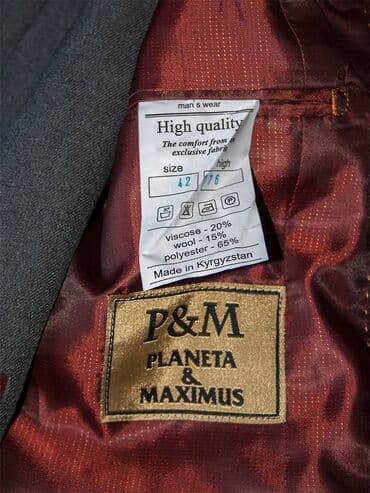 man's wear
High quality
The comfort from a
exclusive fabric
size high
42 176
viscose - 20%
wool - 15%
polyester - 65%
Made in Kyrgyzstan
P&M
PLANETA
&
MAXIMUS